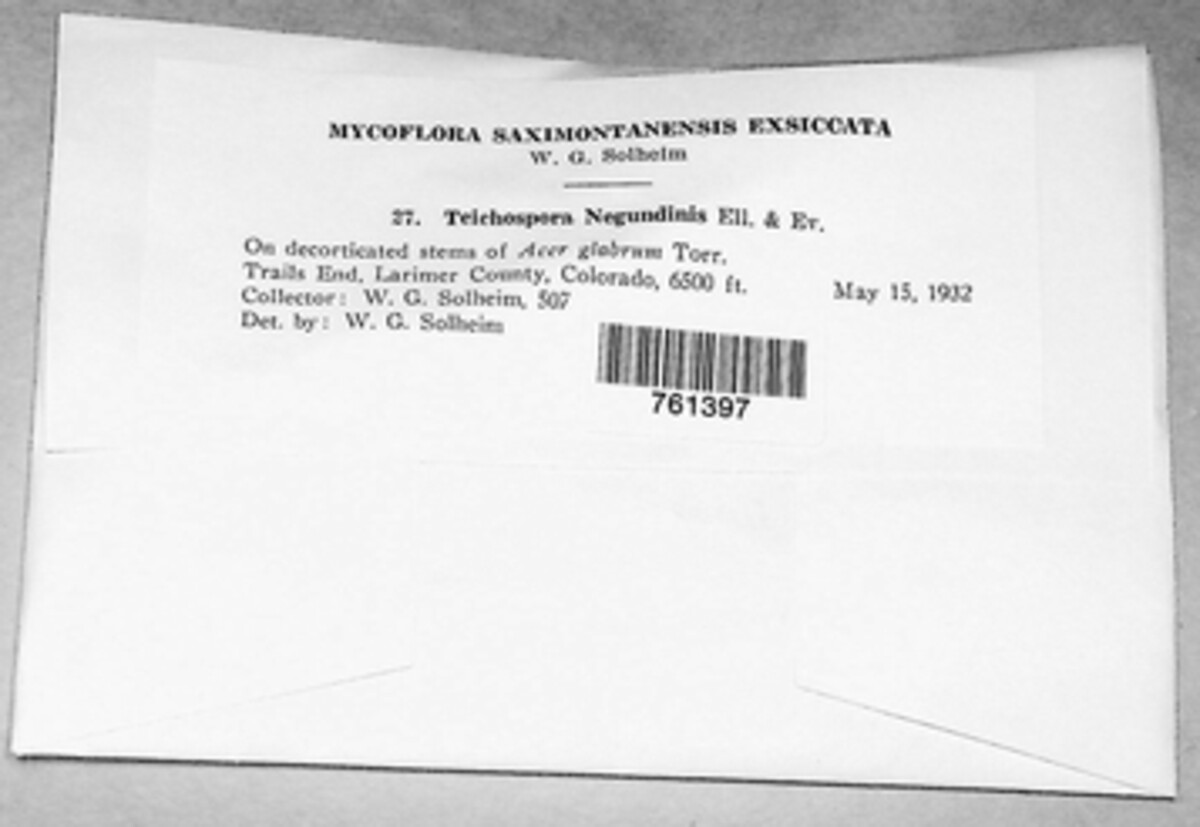 MYCOFLORA SAXIMONTANENSIS EXSICCATA
W. G. Solheim
27. Teichospora Negundinis Ell. & Ev.
On decorticated stems of Acer glabrum Torr.
Trails End, Larimer County, Colorado, 6500 ft. May 15, 1932
Collector: W. G. Solheim, 507
Det. by: W. G. Solheim
761397